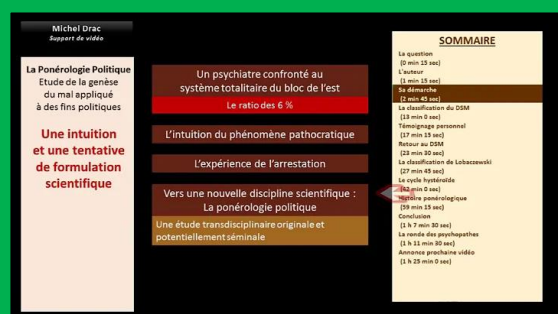 Michel Drac
Support de vidéo
La Ponérologie Politique
Etude de la genèse
du mal appliqué
à des fins politiques
Une intuition
et une tentative
de formulation
scientifique
Un psychiatre confronté au
système totalitaire du bloc de l'est
Le ratio des 6 %
L'intuition du phénomène pathocratique
L'expérience de l'arrestation
Vers une nouvelle discipline scientifique :
La ponérologie politique
Une étude transdisciplinaire originale et
potentiellement séminale
SOMMAIRE
La question
(0 min 15 sec)
L'auteur
(1 min 15 sec)
Sa démarche
(2 min 45 sec)
La classification du DSM
(13 min 0 sec)
Témoignage personnel
(17 min 15 sec)
Retour au DSM
(23 min 30 sec)
La classification de Lobaczewski
(27 min 45 sec)
Le cycle hystéroïde
min 0 sec)
ponérologique
(59 min 15 sec)
Conclusion
(1 h 7 min 30 sec)
La ronde des psychopathes
(1 h 11 min 30 sec)
Annonce prochaine vidéo
(1 h 25 min 0 sec)